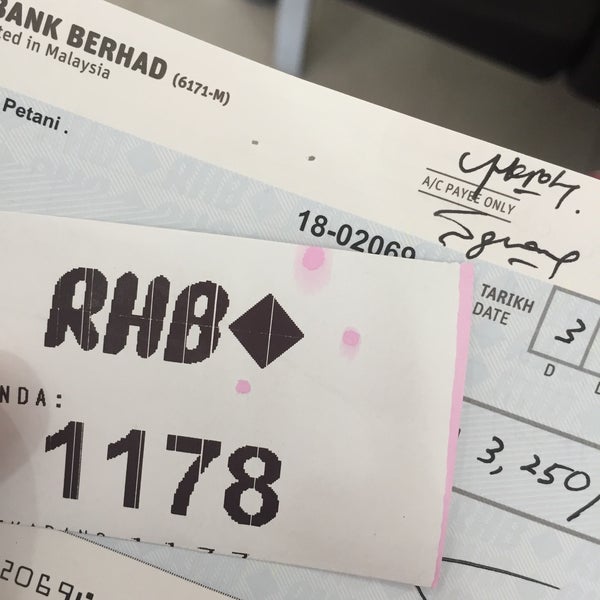 BANK BERHAD (6171-M)
ted in Malaysia
Petani.
A/C PAYEE ONLY
18-02069
TARIKH
DATE
3
D
RHB
NDA:
1178
3,250/
2069